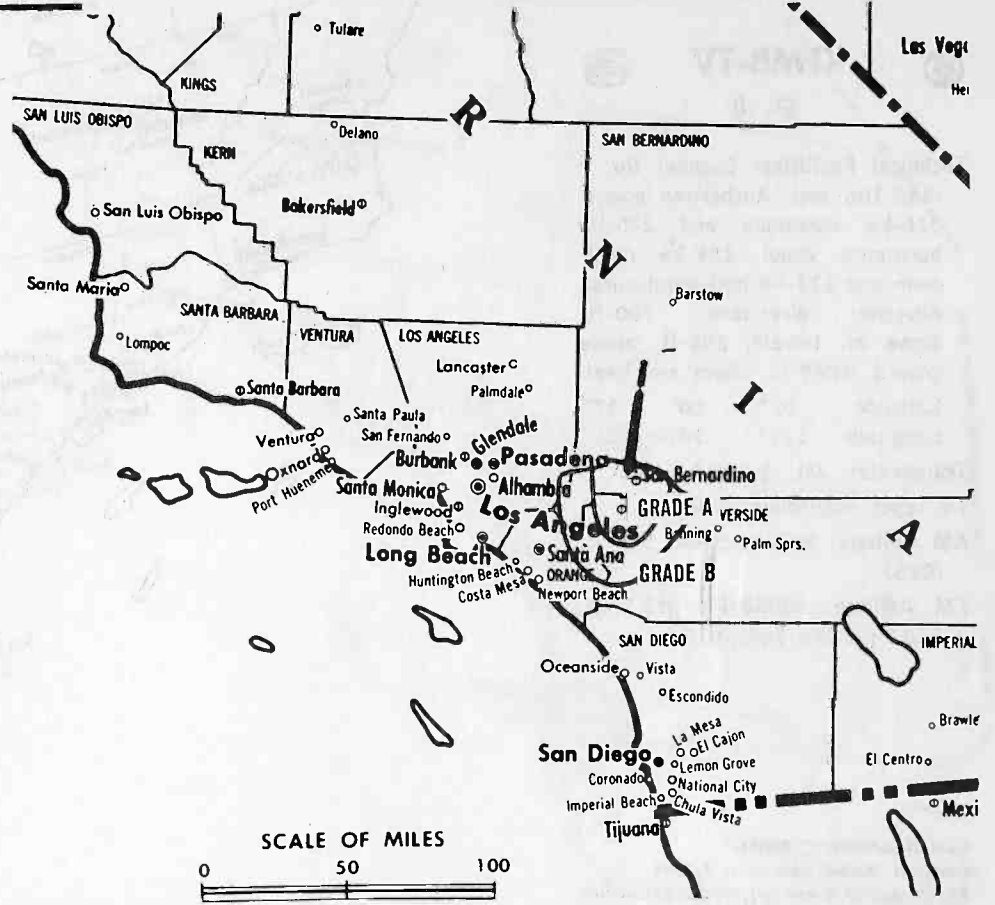 Tulare
Las Veg
He
KINGS
R
SAN LUIS OBISPO
Delano
SAN BERNARDINO
KERN
Bakersfield
San Luis Obispo
N
Santa Maria
Barstow
SANTA BARBARA
VENTURA
LOS ANGELES
Lompoc
Lancaster
Santa Barbara
Palmdale
I
Santa Paula
Ventura
San Fernando
Glendale
Burbank
Pasadena
Oxnard
San Bernardino
Port Hueneme
Santa Monica
Alhambra
Inglewood
Los Angeles
GRADE A
VERSIDE
A
Redondo Beach
Banning
Palm Sprs.
Long Beach
Santa Ana
Huntington Beach
ORANGE
GRADE B
Costa Mesa
Newport Beach
SAN DIEGO
IMPERIAL
Oceanside
Vista
Escondido
La Mesa
Brawle
El Cajon
San Diego
Lemon Grove
El Centro
Coronado
National City
Imperial Beach
Chula Vista
Mexi
Tijuana
SCALE OF MILES
0 50 100